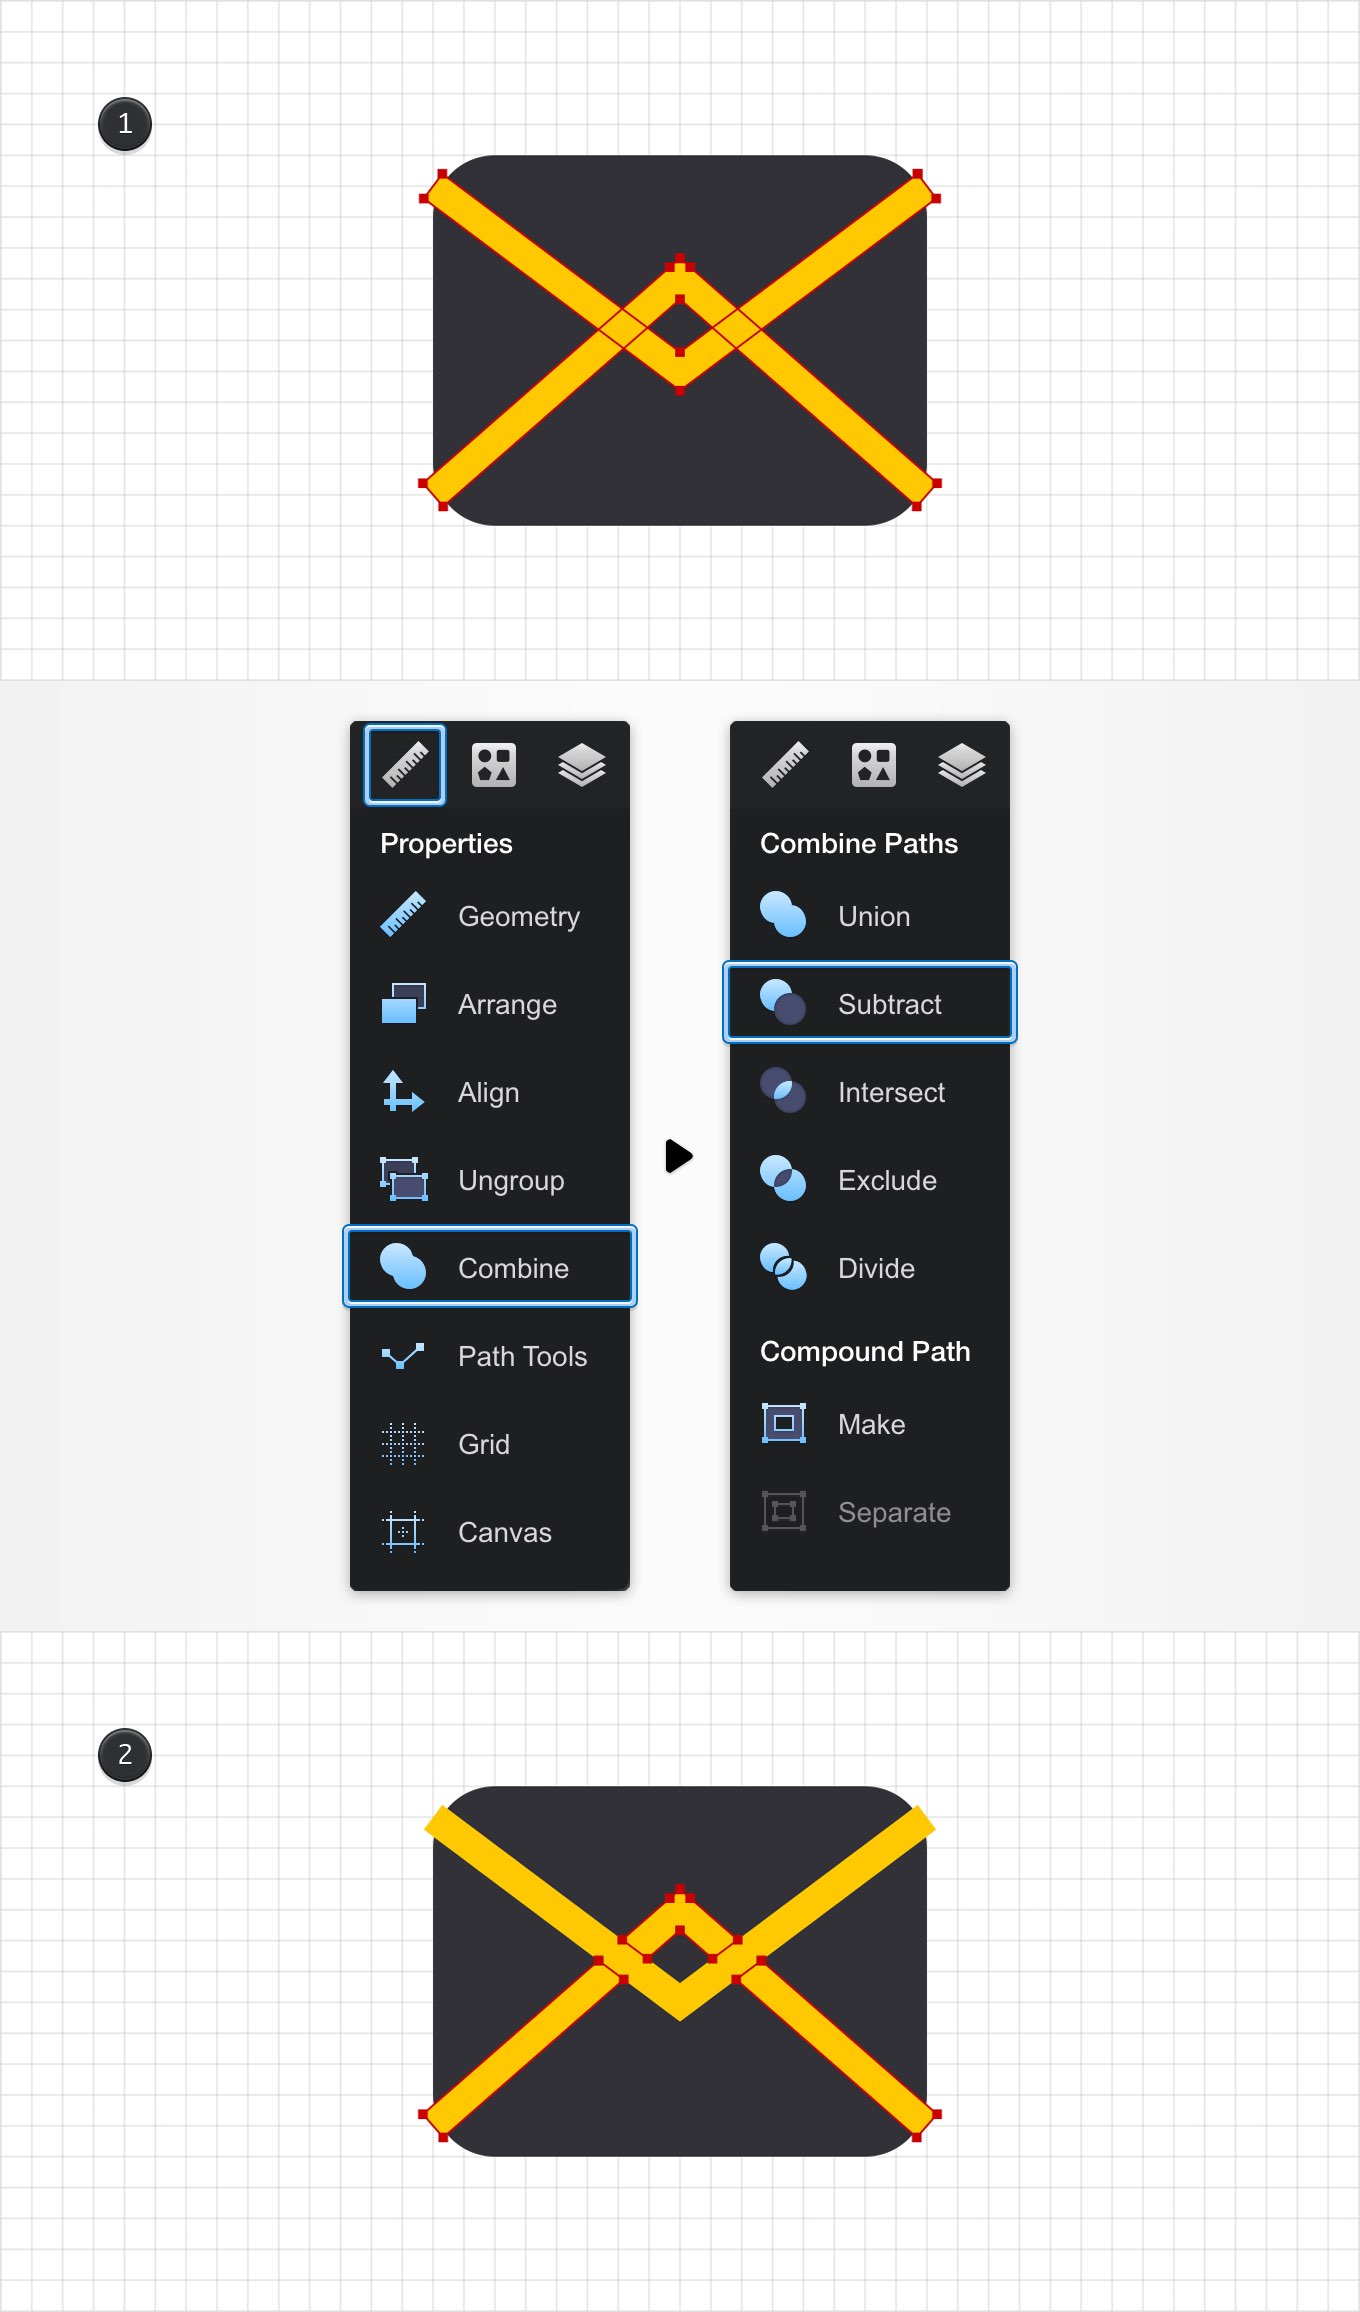 1
Properties
Geometry
Arrange
Align
Ungroup
Combine
Path Tools
Grid
Canvas
Combine Paths
Union
Subtract
Intersect
Exclude
Divide
Compound Path
Make
Separate
2